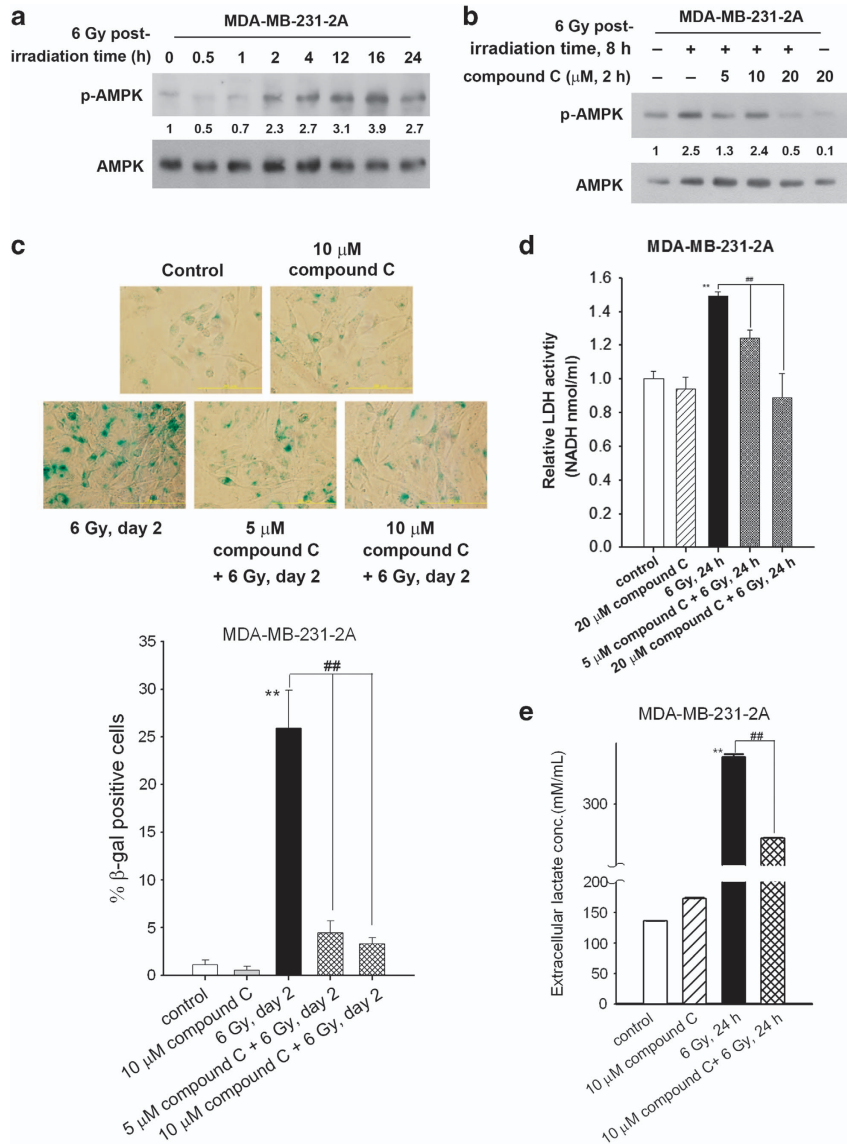 a
MDA-MB-231-2A
6 Gy post-
irradiation time (h) 0 0.5 1 2 4 12 16 24
p-AMPK
1 0.5 0.7 2.3 2.7 3.1 3.9 2.7
AMPK
b
MDA-MB-231-2A
6 Gy post-
irradiation time, 8 h – + + + + –
compound C (μM, 2 h) – – 5 10 20 20
p-AMPK
1 2.5 1.3 2.4 0.5 0.1
AMPK
c
Control
10 μM
compound C
6 Gy, day 2
5 μM
compound C
+ 6 Gy, day 2
10 μM
compound C
+ 6 Gy, day 2
MDA-MB-231-2A
% β-gal positive cells
35
30
25
20
15
10
5
0
**
##
control
10 μM compound C
6 Gy, day 2
5 μM compound C + 6 Gy, day 2
10 μM compound C + 6 Gy, day 2
d
MDA-MB-231-2A
Relative LDH activtiy
(NADH nmol/ml)
1.6
1.4
1.2
1.0
0.8
0.6
0.4
0.2
0.0
**
##
control
20 μM compound C
6 Gy, 24 h
5 μM compound C + 6 Gy, 24 h
20 μM compound C + 6 Gy, 24 h
e
MDA-MB-231-2A
Extracellular lactate conc.(mM/mL)
300
200
150
100
50
0
**
##
control
10 μM compound C
6 Gy, 24 h
10 μM compound C+ 6 Gy, 24 h